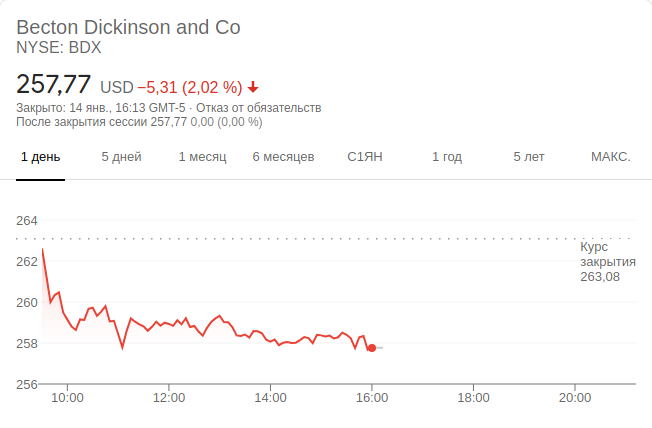 Becton Dickinson and Co
NYSE: BDX
257,77 USD −5,31 (2,02 %)
Закрыто: 14 янв., 16:13 GMT-5 · Отказ от обязательств
После закрытия сессии 257,77 0,00 (0,00 %)
1 день 5 дней 1 месяц 6 месяцев С1ЯН 1 год 5 лет МАКС.
264
Курс
закрытия
263,08
262
260
258
256
10:00 12:00 14:00 16:00 18:00 20:00